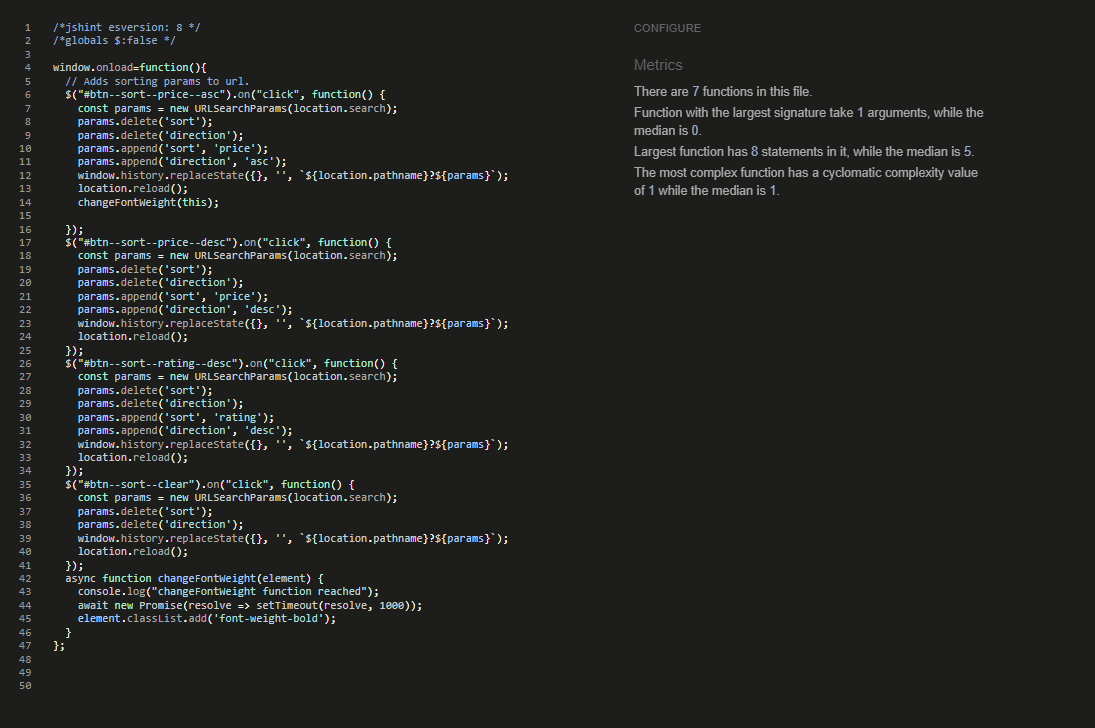 1 /*jshint esversion: 8 */
2 /*globals $:false */
3
4 window.onload=function(){
5 // Adds sorting params to url.
6 $("#btn--sort--price--asc").on("click", function() {
7 const params = new URLSearchParams(location.search);
8 params.delete('sort');
9 params.delete('direction');
10 params.append('sort', 'price');
11 params.append('direction', 'asc');
12 window.history.replaceState({}, '', `${location.pathname}?${params}`);
13 location.reload();
14 changeFontWeight(this);
15
16 });
17 $("#btn--sort--price--desc").on("click", function() {
18 const params = new URLSearchParams(location.search);
19 params.delete('sort');
20 params.delete('direction');
21 params.append('sort', 'price');
22 params.append('direction', 'desc');
23 window.history.replaceState({}, '', `${location.pathname}?${params}`);
24 location.reload();
25 });
26 $("#btn--sort--rating--desc").on("click", function() {
27 const params = new URLSearchParams(location.search);
28 params.delete('sort');
29 params.delete('direction');
30 params.append('sort', 'rating');
31 params.append('direction', 'desc');
32 window.history.replaceState({}, '', `${location.pathname}?${params}`);
33 location.reload();
34 });
35 $("#btn--sort--clear").on("click", function() {
36 const params = new URLSearchParams(location.search);
37 params.delete('sort');
38 params.delete('direction');
39 window.history.replaceState({}, '', `${location.pathname}?${params}`);
40 location.reload();
41 });
42 async function changeFontWeight(element) {
43 console.log("changeFontWeight function reached");
44 await new Promise(resolve => setTimeout(resolve, 1000));
45 element.classList.add('font-weight-bold');
46 }
47 };
48
49
50
CONFIGURE
Metrics
There are 7 functions in this file.
Function with the largest signature take 1 arguments, while the
median is 0.
Largest function has 8 statements in it, while the median is 5.
The most complex function has a cyclomatic complexity value
of 1 while the median is 1.